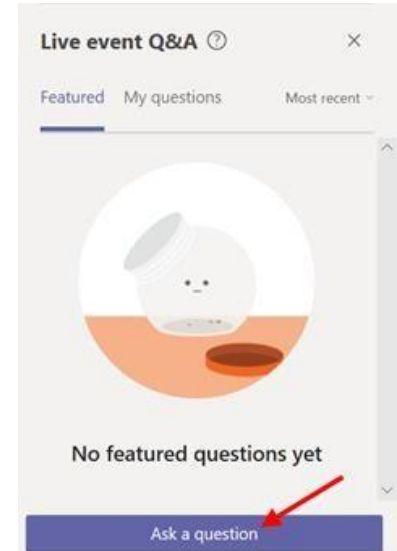 Live event Q&A ?
Featured My questions Most recent
No featured questions yet
Ask a question